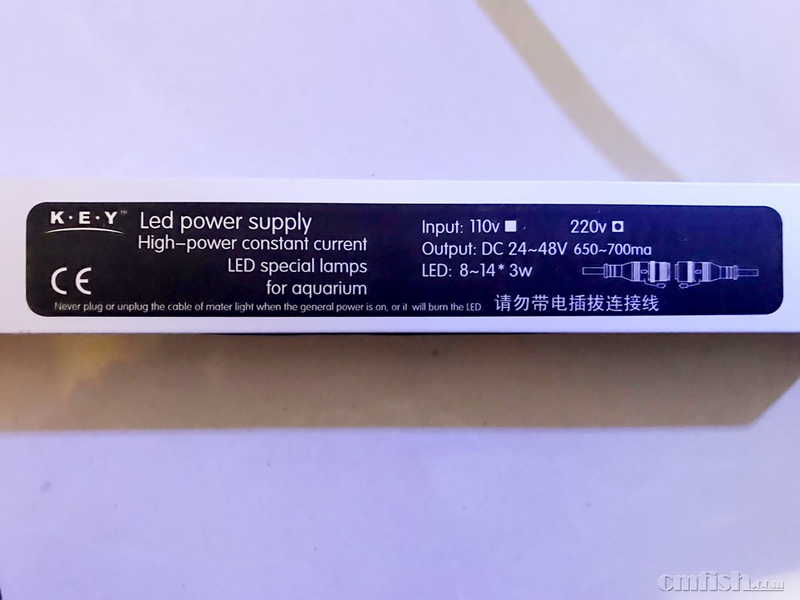 K·E·Y™ Led power supply
High-power constant current
LED special lamps
for aquarium
CE
Input: 110v 220v
Output: DC 24~48V 650~700ma
LED: 8~14*3w
Never plug or unplug the cable of mater light when the general power is on, or it will burn the LED
请勿带电插拔连接线
cmfish.com